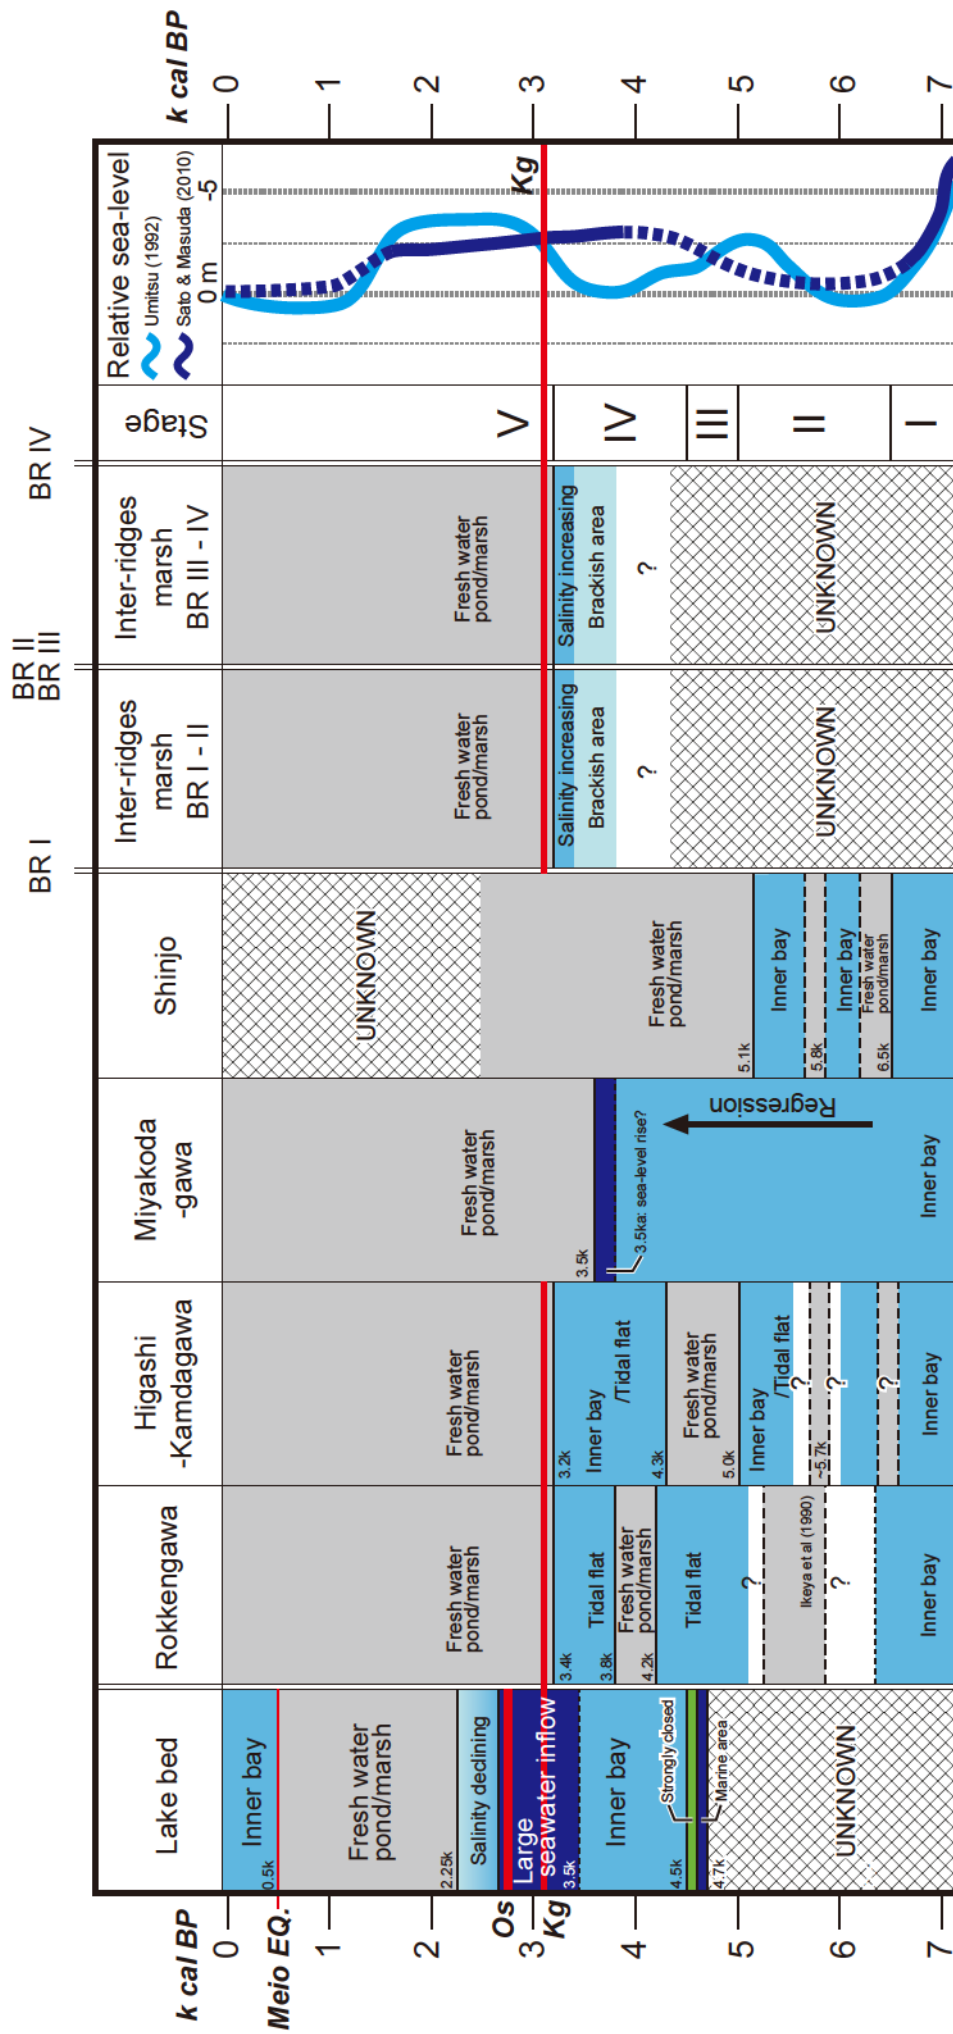 BR I
BR II
BR III
BR IV
k cal BP
Lake bed
Rokkengawa
Higashi
-Kamdagawa
Miyakoda
-gawa
Shinjo
Inter-ridges
marsh
BR I - II
Inter-ridges
marsh
BR III - IV
Stage
Relative sea-level
Umitsu (1992)
Sato & Masuda (2010)
0 m
-5
k cal BP
0
1
2
3
4
5
6
7
Meio EQ.
Os
Kg
Inner bay
0.5k
Fresh water
pond/marsh
2.25k
Salinity declining
Large
seawater inflow
3.5k
Inner bay
4.5k
Strongly closed
Marine area
4.7k
UNKNOWN
Fresh water
pond/marsh
3.4k
Tidal flat
3.8k
Fresh water
pond/marsh
4.2k
Tidal flat
?
Ikeya et al (1990)
?
Inner bay
Fresh water
pond/marsh
3.2k
Inner bay
/Tidal flat
4.3k
Fresh water
pond/marsh
5.0k
Inner bay
/Tidal flat
?
~5.7k
?
?
Inner bay
Fresh water
pond/marsh
3.5k
3.5ka: sea-level rise?
Regression
Inner bay
UNKNOWN
Fresh water
pond/marsh
5.1k
Inner bay
5.8k
Inner bay
Fresh water
pond/marsh
6.5k
Inner bay
Fresh water
pond/marsh
Salinity increasing
Brackish area
?
UNKNOWN
Fresh water
pond/marsh
Salinity increasing
Brackish area
?
UNKNOWN
V
IV
III
II
I
Kg
0
1
2
3
4
5
6
7